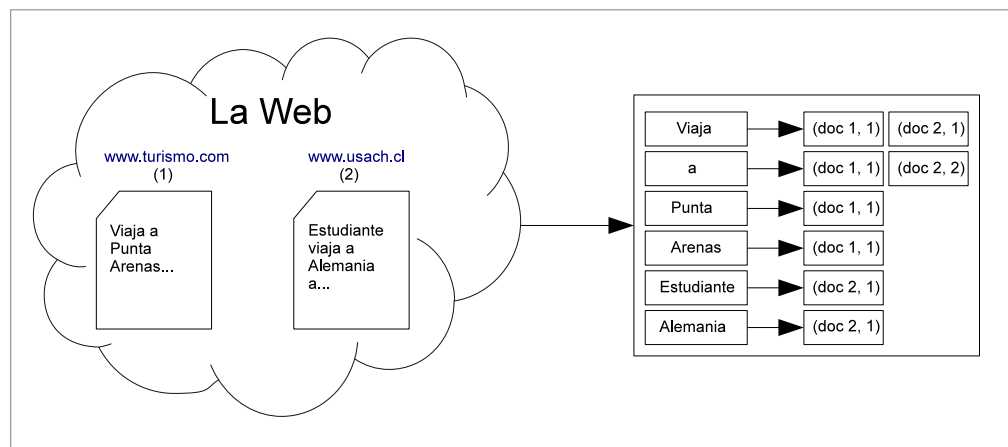 La Web
www.turismo.com
(1)
Viaja a
Punta
Arenas...
www.usach.cl
(2)
Estudiante
viaja a
Alemania
a...
Viaja (doc 1, 1) (doc 2, 1)
a (doc 1, 1) (doc 2, 2)
Punta (doc 1, 1)
Arenas (doc 1, 1)
Estudiante (doc 2, 1)
Alemania (doc 2, 1)